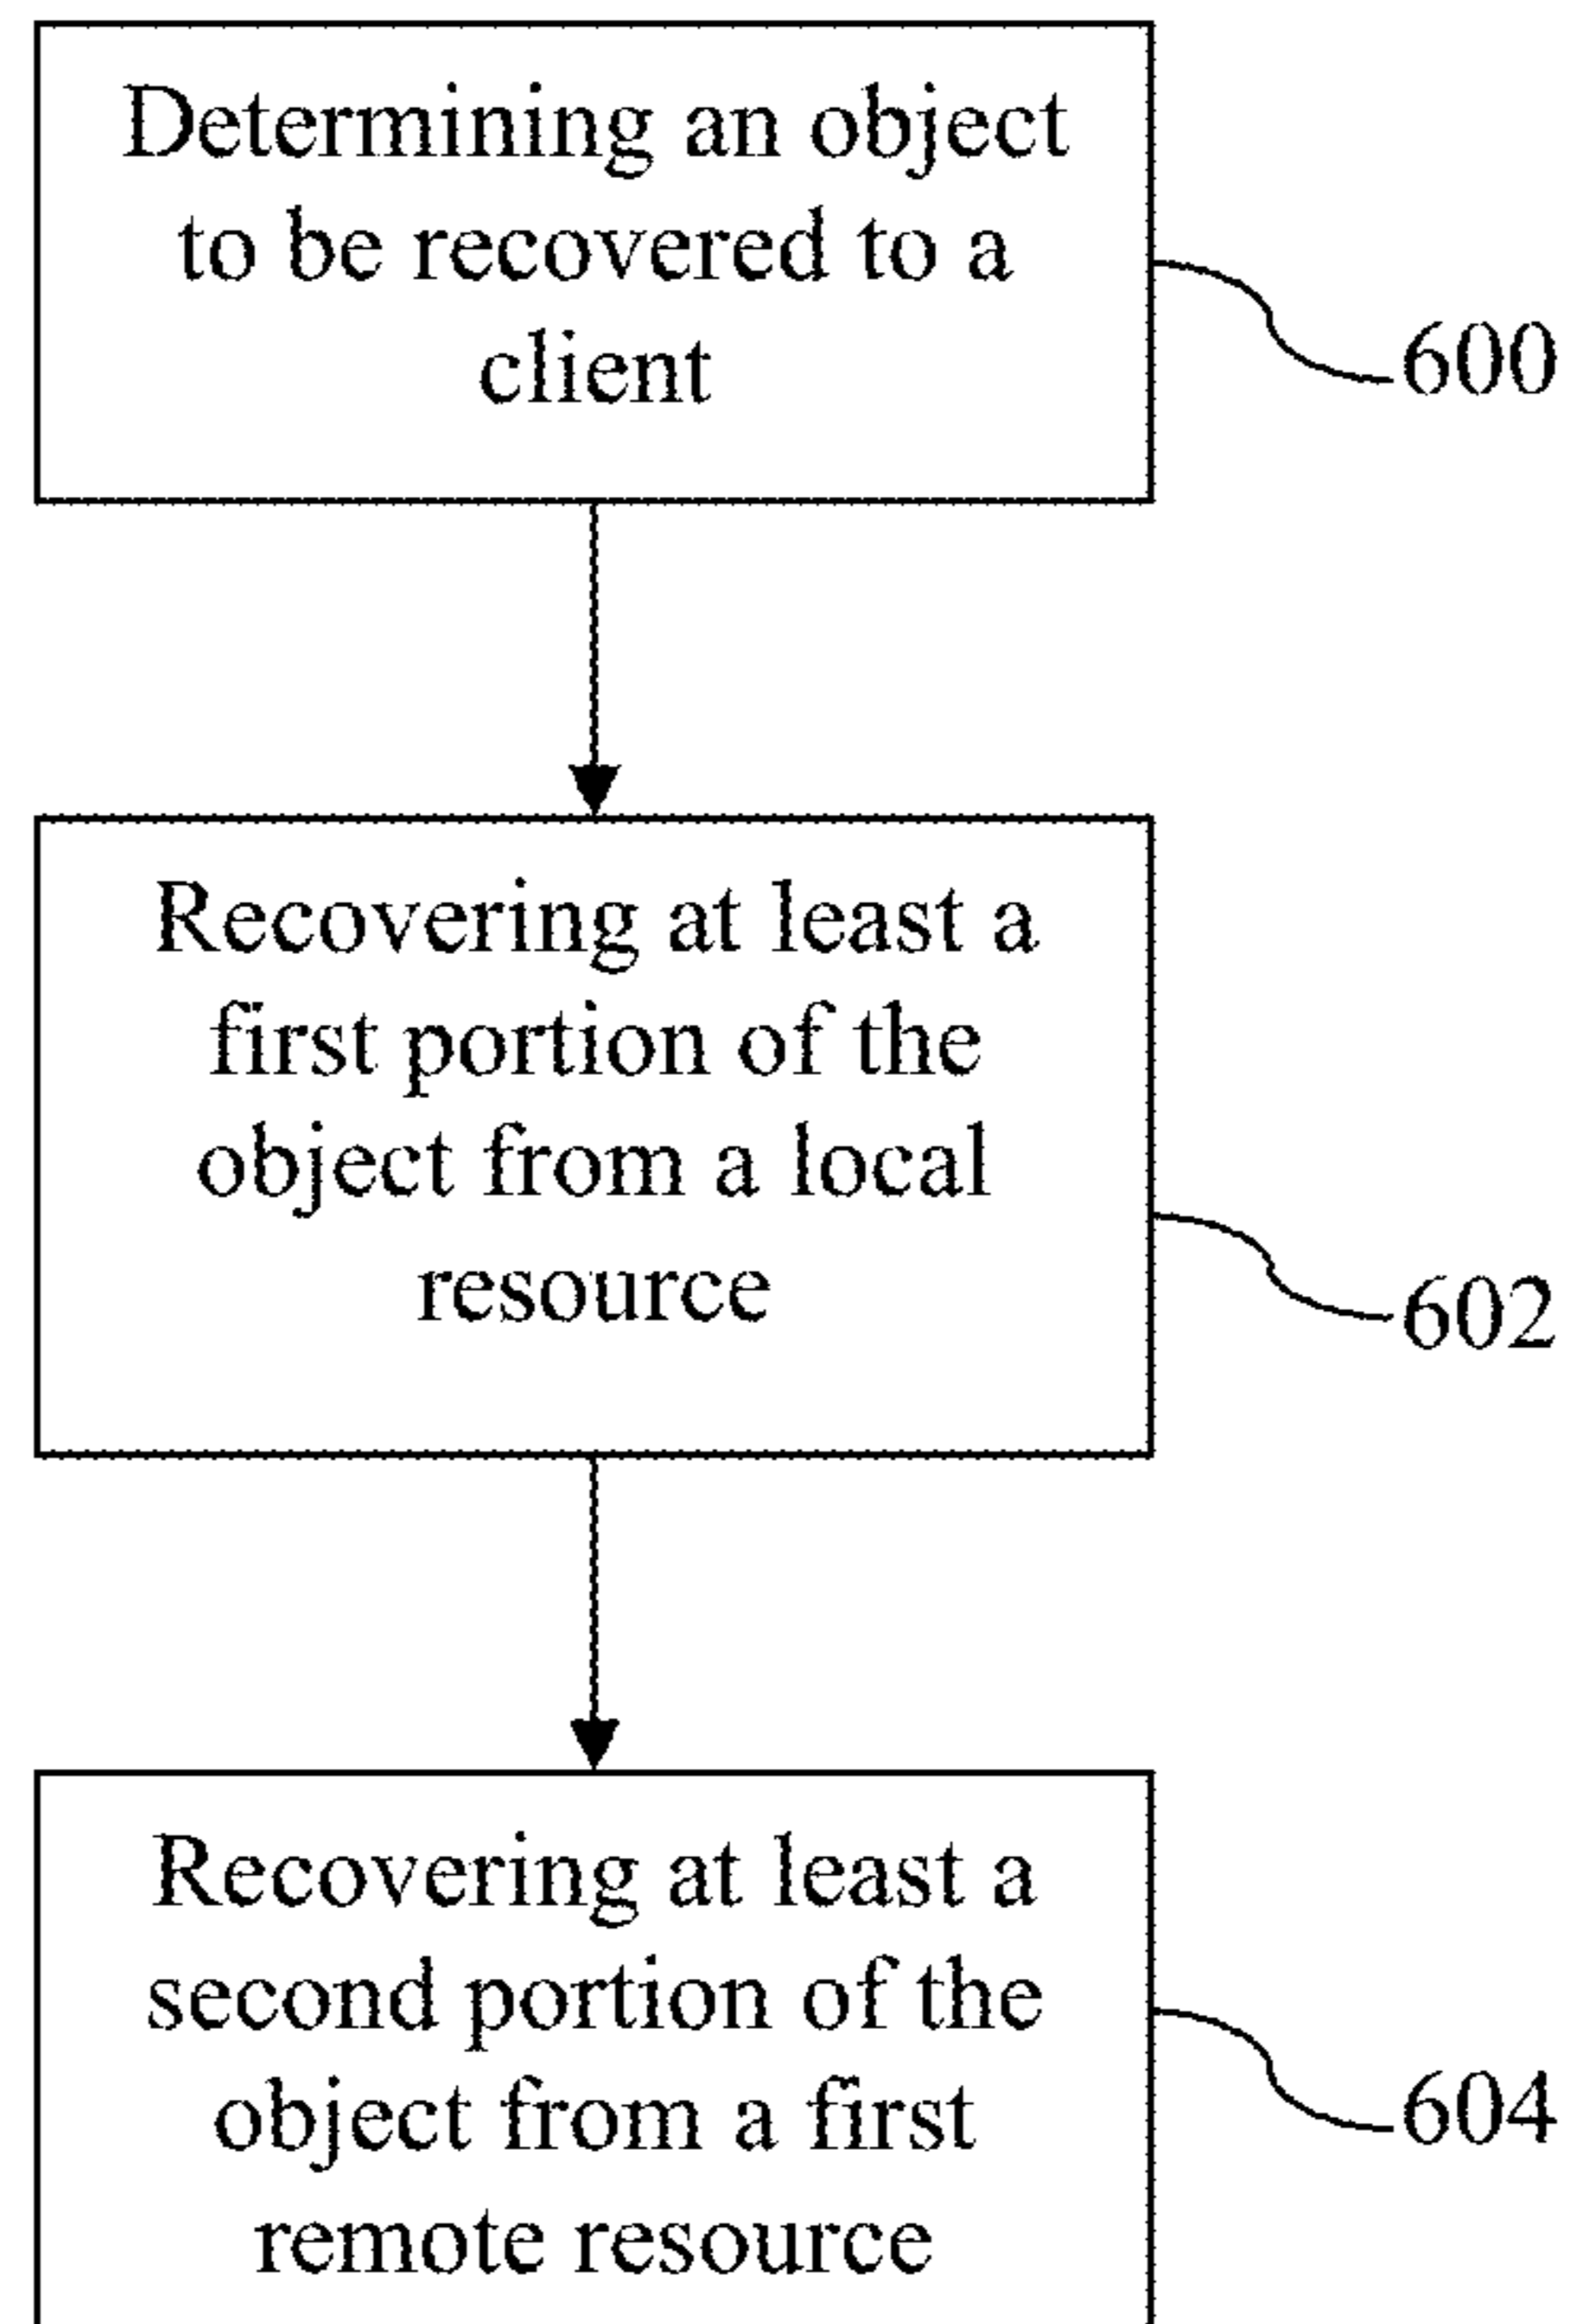 Determining an object
to be recovered to a
client
600
Recovering at least a
first portion of the
object from a local
resource
602
Recovering at least a
second portion of the
object from a first
remote resource
604